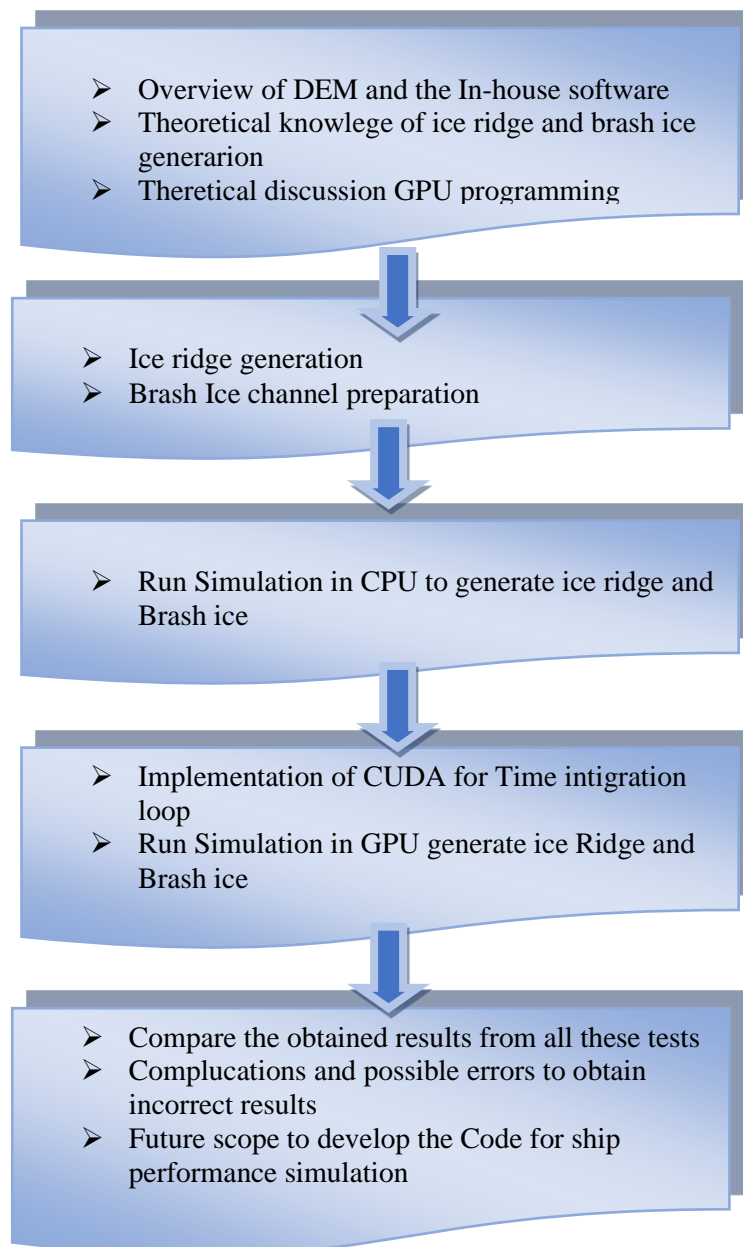 ➢ Overview of DEM and the In-house software
➢ Theoretical knowlege of ice ridge and brash ice
generarion
➢ Theretical discussion GPU programming
➢ Ice ridge generation
➢ Brash Ice channel preparation
➢ Run Simulation in CPU to generate ice ridge and
Brash ice
➢ Implementation of CUDA for Time intigration
loop
➢ Run Simulation in GPU generate ice Ridge and
Brash ice
➢ Compare the obtained results from all these tests
➢ Complucations and possible errors to obtain
incorrect results
➢ Future scope to develop the Code for ship
performance simulation